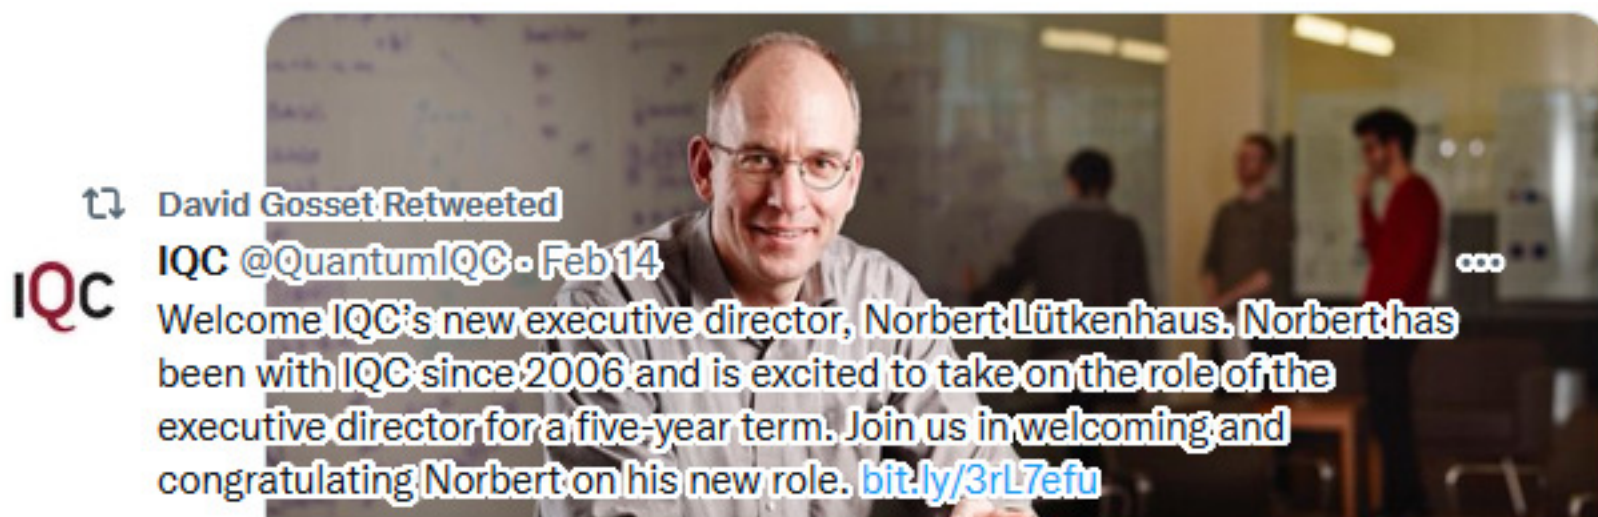 David Gosset Retweeted
IQC
IQC @QuantumIQC · Feb 14
Welcome IQC's new executive director, Norbert Lütkenhaus. Norbert has
been with IQC since 2006 and is excited to take on the role of the
executive director for a five-year term. Join us in welcoming and
congratulating Norbert on his new role. bit.ly/3rL7efu